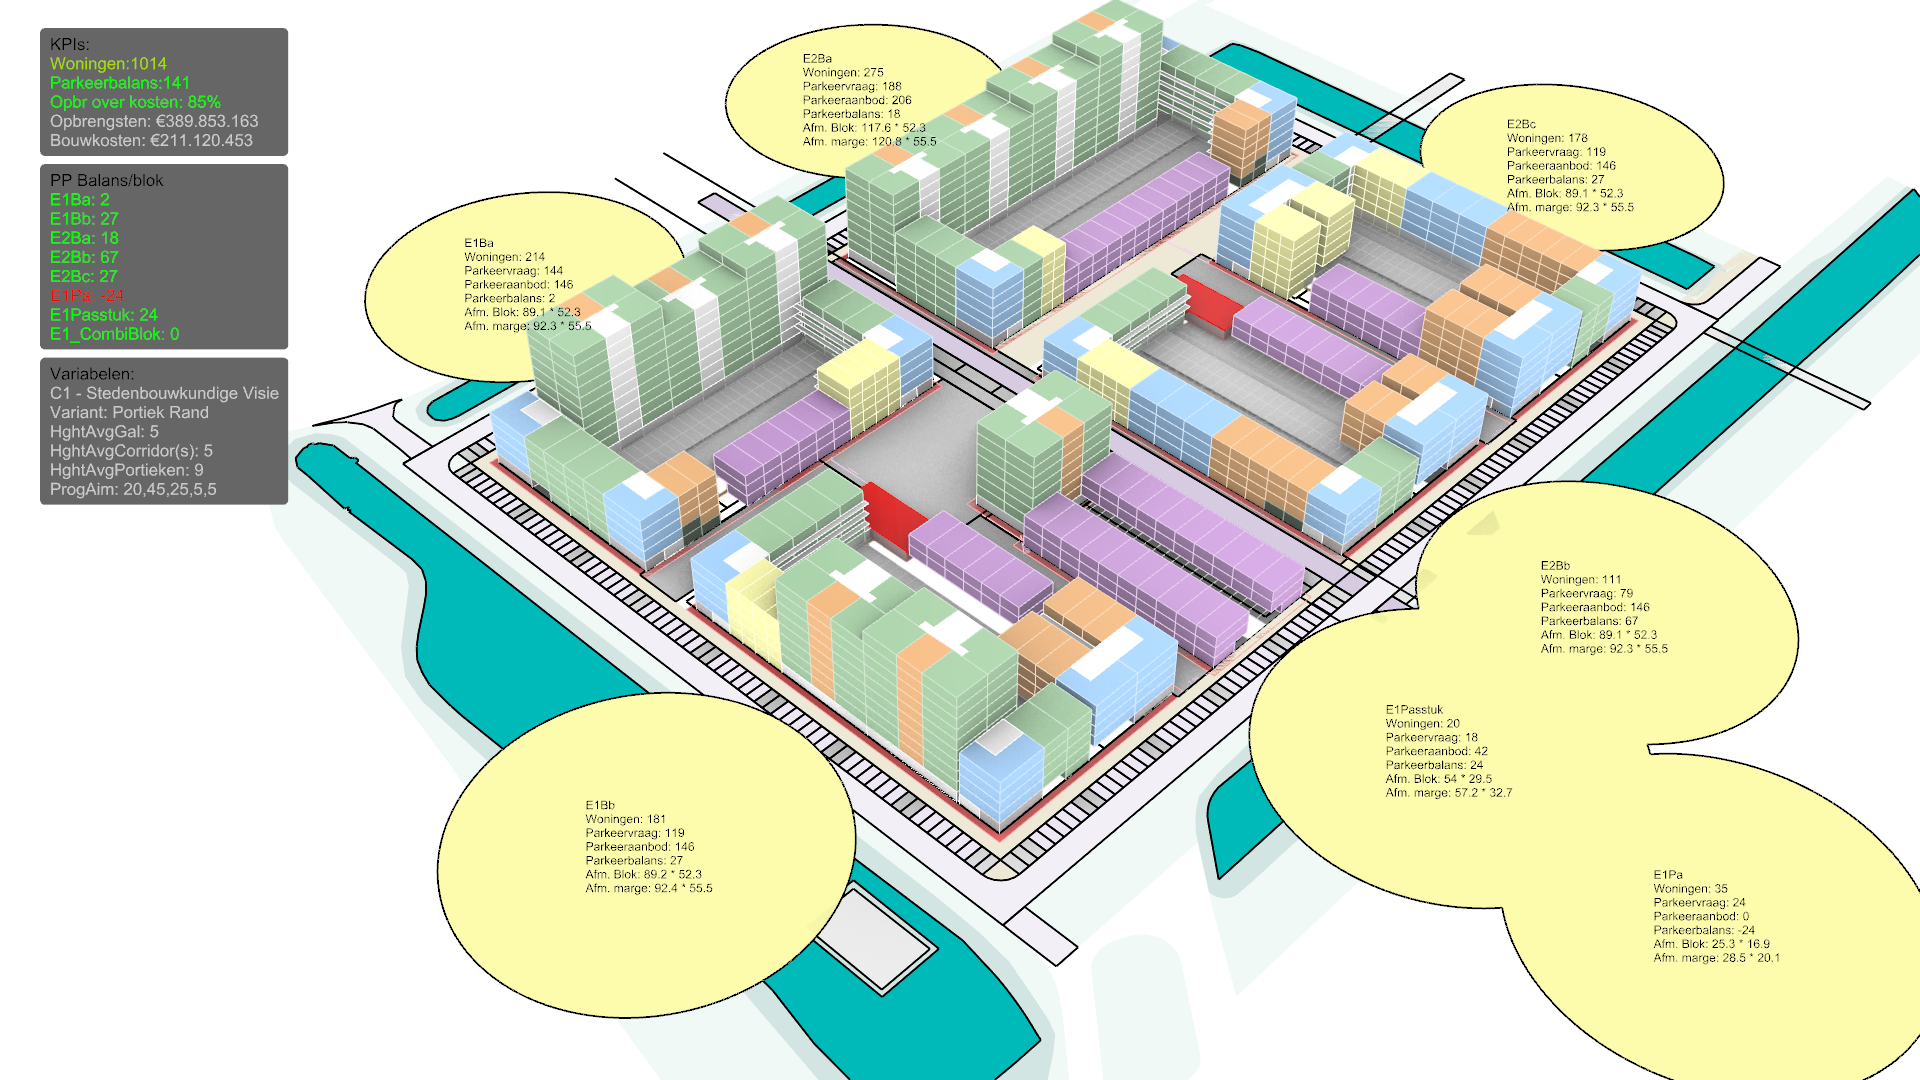 KPIs:
Woningen:1014
Parkeerbalans:141
Opbr over kosten: 85%
Opbrengsten: €389.853.163
Bouwkosten: €211.120.453
PP Balans/blok
E1Ba: 2
E1Bb: 27
E2Ba: 18
E2Bb: 67
E2Bc: 27
E1Pa: -24
E1Passtuk: 24
E1_CombiBlok: 0
Variabelen:
C1 - Stedenbouwkundige Visie
Variant: Portiek Rand
HghtAvgGal: 5
HghtAvgCorridor(s): 5
HghtAvgPortieken: 9
ProgAim: 20,45,25,5,5
E2Ba
Woningen: 275
Parkeervraag: 188
Parkeeraanbod: 206
Parkeerbalans: 18
Afm. Blok: 117.6 * 52.3
Afm. marge: 120.8 * 55.5
E2Bc
Woningen: 178
Parkeervraag: 119
Parkeeraanbod: 146
Parkeerbalans: 27
Afm. Blok: 89.1 * 52.3
Afm. marge: 92.3 * 55.5
E1Ba
Woningen: 214
Parkeervraag: 144
Parkeeraanbod: 146
Parkeerbalans: 2
Afm. Blok: 89.1 * 52.3
Afm. marge: 92.3 * 55.5
E2Bb
Woningen: 111
Parkeervraag: 79
Parkeeraanbod: 146
Parkeerbalans: 67
Afm. Blok: 89.1 * 52.3
Afm. marge: 92.3 * 55.5
E1Passtuk
Woningen: 20
Parkeervraag: 18
Parkeeraanbod: 42
Parkeerbalans: 24
Afm. Blok: 54 * 29.5
Afm. marge: 57.2 * 32.7
E1Bb
Woningen: 181
Parkeervraag: 119
Parkeeraanbod: 146
Parkeerbalans: 27
Afm. Blok: 89.2 * 52.3
Afm. marge: 92.4 * 55.5
E1Pa
Woningen: 35
Parkeervraag: 24
Parkeeraanbod: 0
Parkeerbalans: -24
Afm. Blok: 25.3 * 16.9
Afm. marge: 28.5 * 20.1